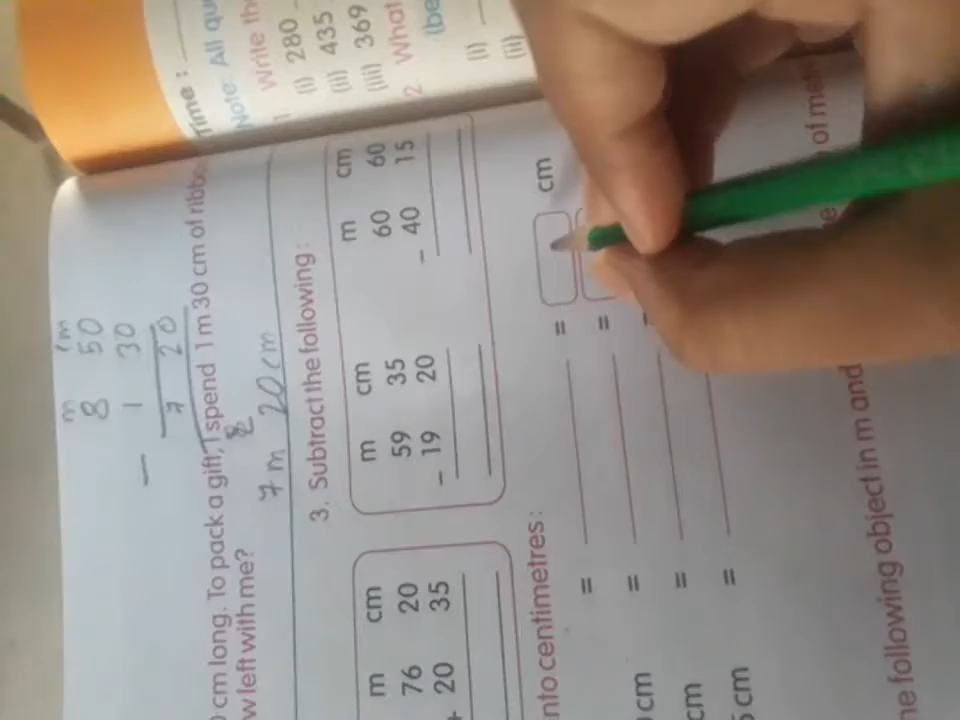 m cm
8 50
— 1 30
7 20
cm long. To pack a gift, I spend 1 m 30 cm of
w left with me?
7 m 20 cm
3. Subtract the following :
m cm
76 20
20 35
m cm
59 35
- 19 20
m cm
60 60
- 40 15
nto centimetres :
= = cm
cm = =
cm =
cm =
he following object in m and
of
Time :
Note: All qu
1 Write th
(i) 280
(ii) 435
(iii) 369
2. What
(be
(i)
(ii)